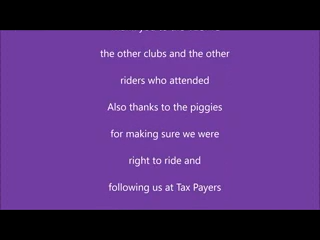 the other clubs and the other
riders who attended
Also thanks to the piggies
for making sure we were
right to ride and
following us at Tax Payers